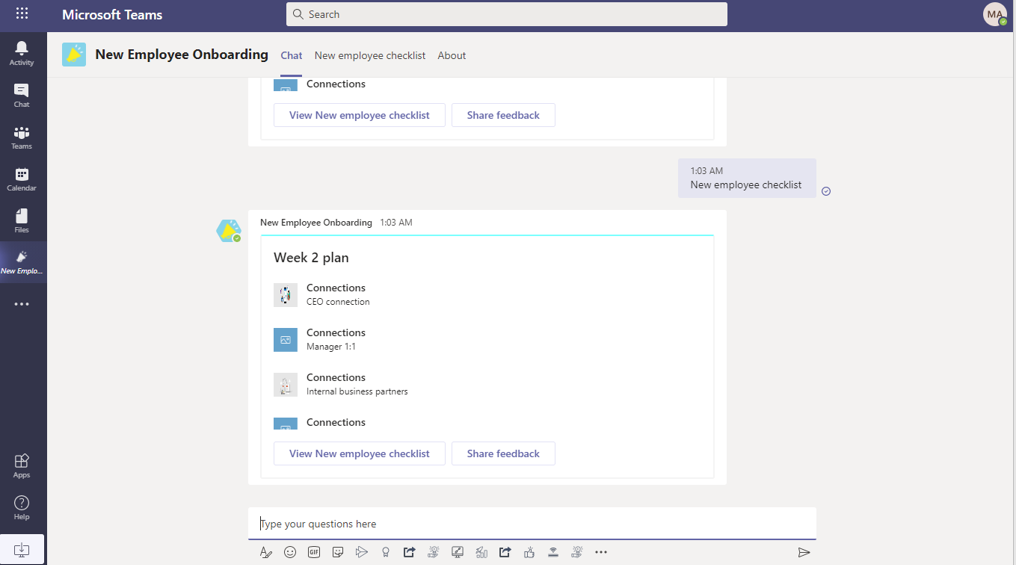 Microsoft Teams
Search
MA
Activity
Chat
Teams
Calendar
Files
New Emplo...
Apps
Help
New Employee Onboarding
Chat
New employee checklist
About
Connections
View New employee checklist
Share feedback
1:03 AM
New employee checklist
New Employee Onboarding 1:03 AM
Week 2 plan
Connections
CEO connection
Connections
Manager 1:1
Connections
Internal business partners
Connections
View New employee checklist
Share feedback
Type your questions here
GIF